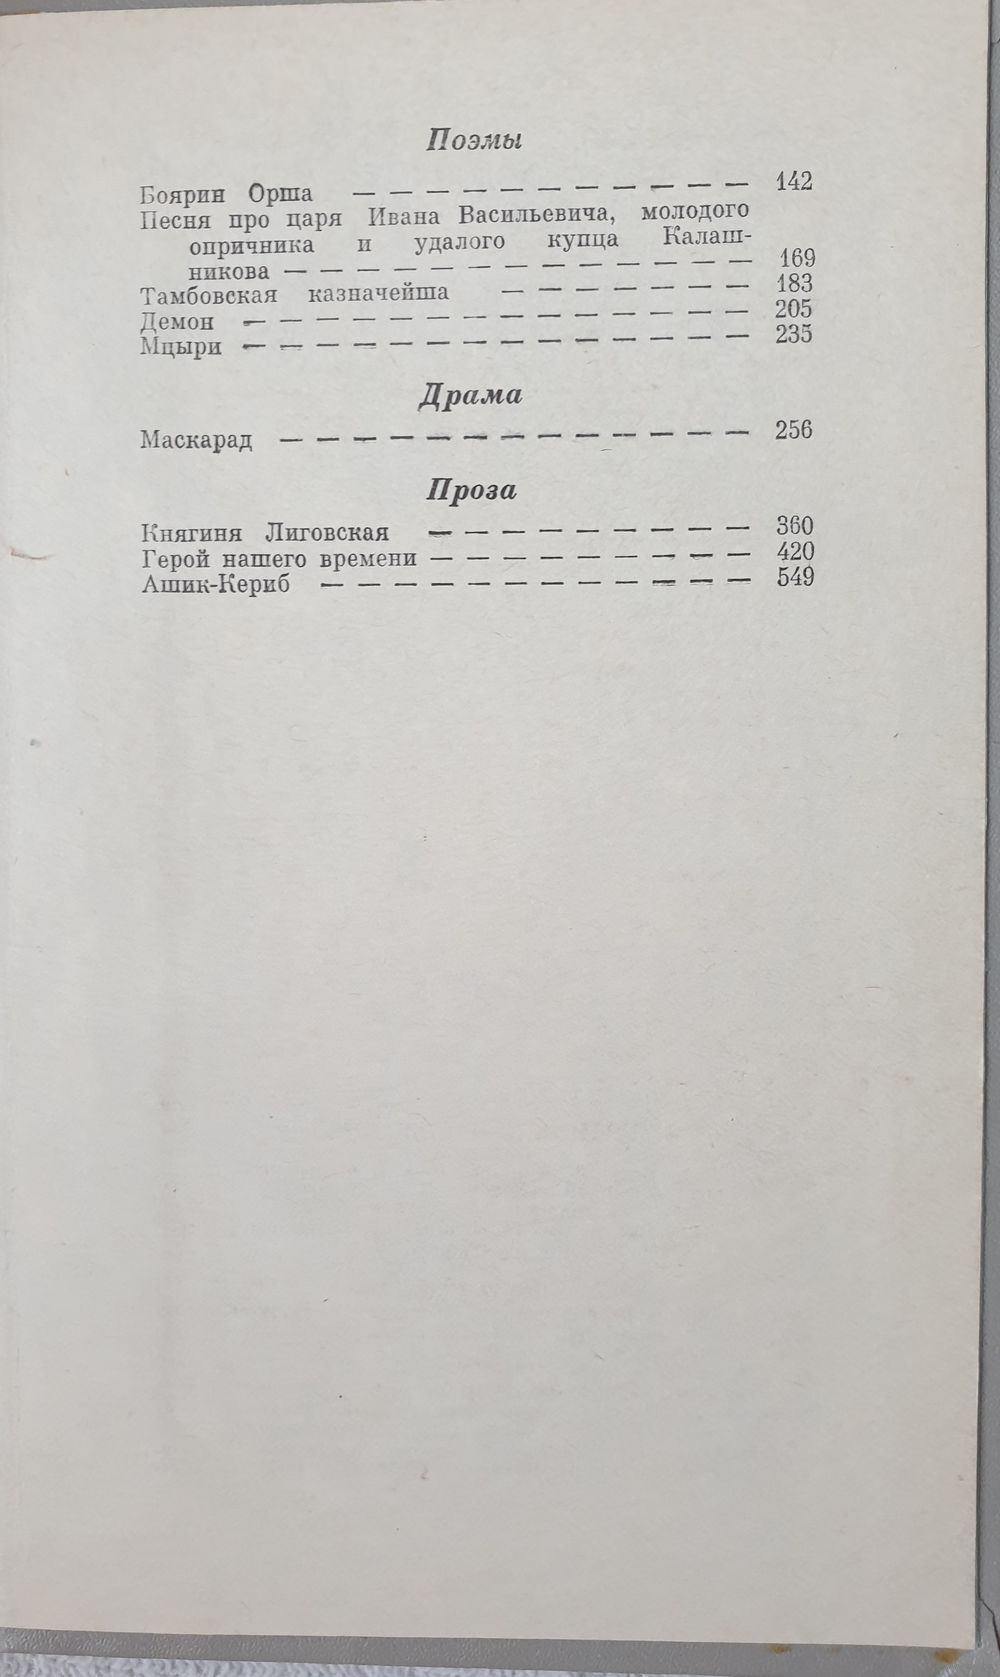 Поэмы
Боярин Орша — — — — — — — — — — — 142
Песня про царя Ивана Васильевича, молодого
опричника и удалого купца Калаш-
никова — — — — — — — — — — — — — 169
Тамбовская казначейша — — — — — — — 183
Демон — — — — — — — — — — — — — — 205
Мцыри — — — — — — — — — — — — — — 235
Драма
Маскарад — — — — — — — — — — — — — 256
Проза
Княгиня Лиговская — — — — — — — — — 360
Герой нашего времени — — — — — — — — — 420
Ашик-Кериб — — — — — — — — — — — — 549